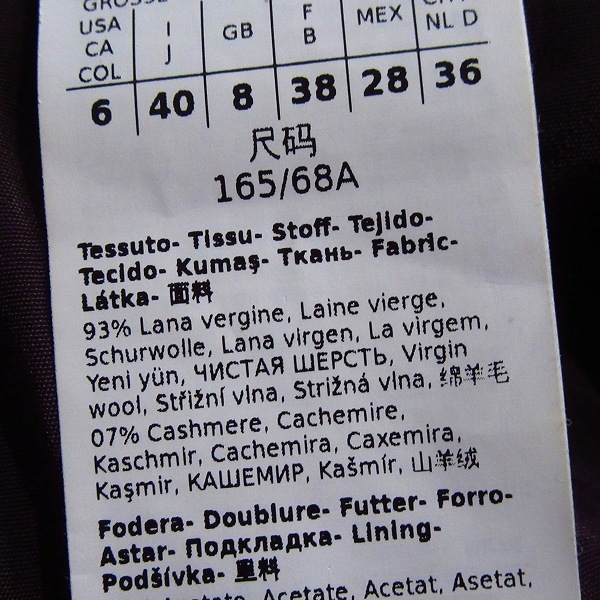 USA CA COL I J GB F B MEX NL D
6 40 8 38 28 36
尺码
165/68A
Tessuto- Tissu- Stoff- Tejido-
Tecido- Kumaş- Ткань- Fabric-
Látka- 面料
93% Lana vergine, Laine vierge,
Schurwolle, Lana virgen, La virgem,
Yeni yün, ЧИСТАЯ ШЕРСТЬ, Virgin
wool, Střižní vlna, Strižná vlna, 绵羊毛
07% Cashmere, Cachemire,
Kaschmir, Cachemira, Caxemira,
Kaşmir, КАШЕМИР, Kašmír, 山羊绒
Fodera- Doublure- Futter- Forro-
Astar- Подкладка- Lining-
Podšívka- 里料
Acetate, Acetat, Asetat,